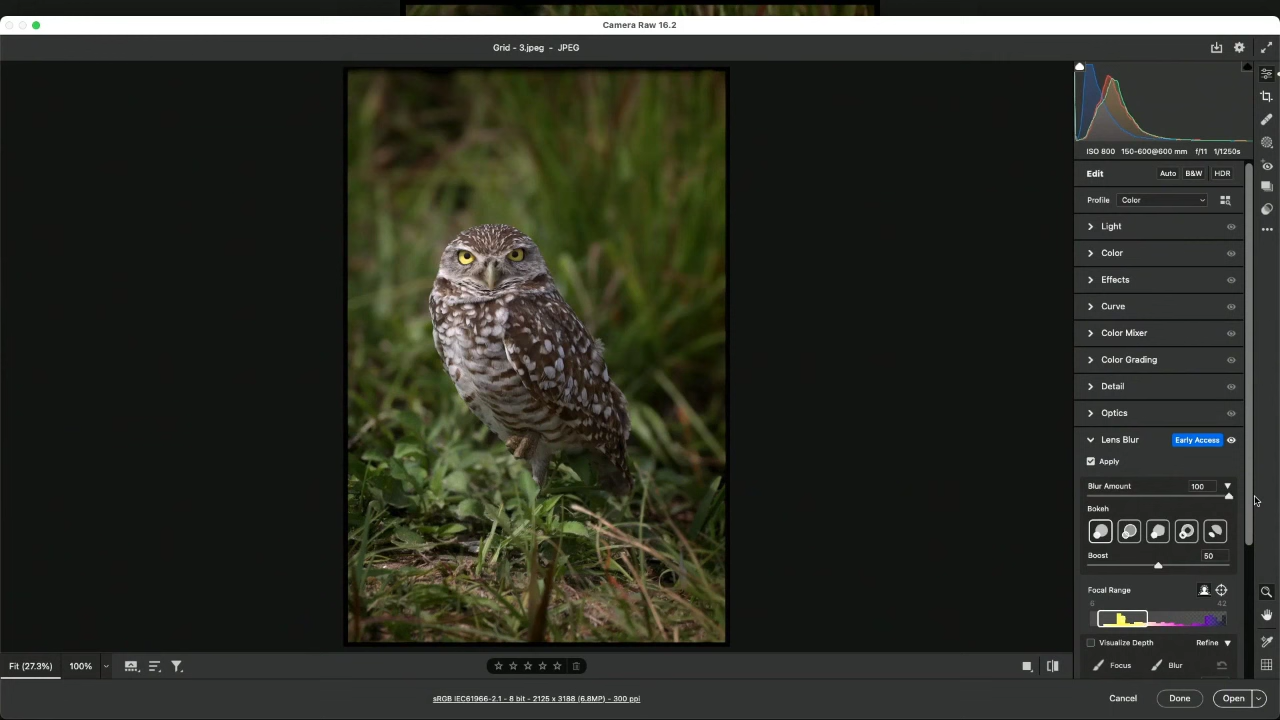 Camera Raw 16.2
Grid - 3.jpeg - JPEG
ISO 800 150-600@600 mm f/11 1/1250s
Edit Auto B&W HDR
Profile Color
Light
Color
Effects
Curve
Color Mixer
Color Grading
Detail
Optics
Lens Blur Early Access
Apply
Blur Amount 100
Bokeh
Boost 50
Focal Range
6 42
Visualize Depth Refine
Focus Blur
Fit (27.3%) 100%
sRGB IEC61966-2.1 - 8 bit - 2125 x 3188 (6.8MP) - 300 ppi
Cancel Done Open